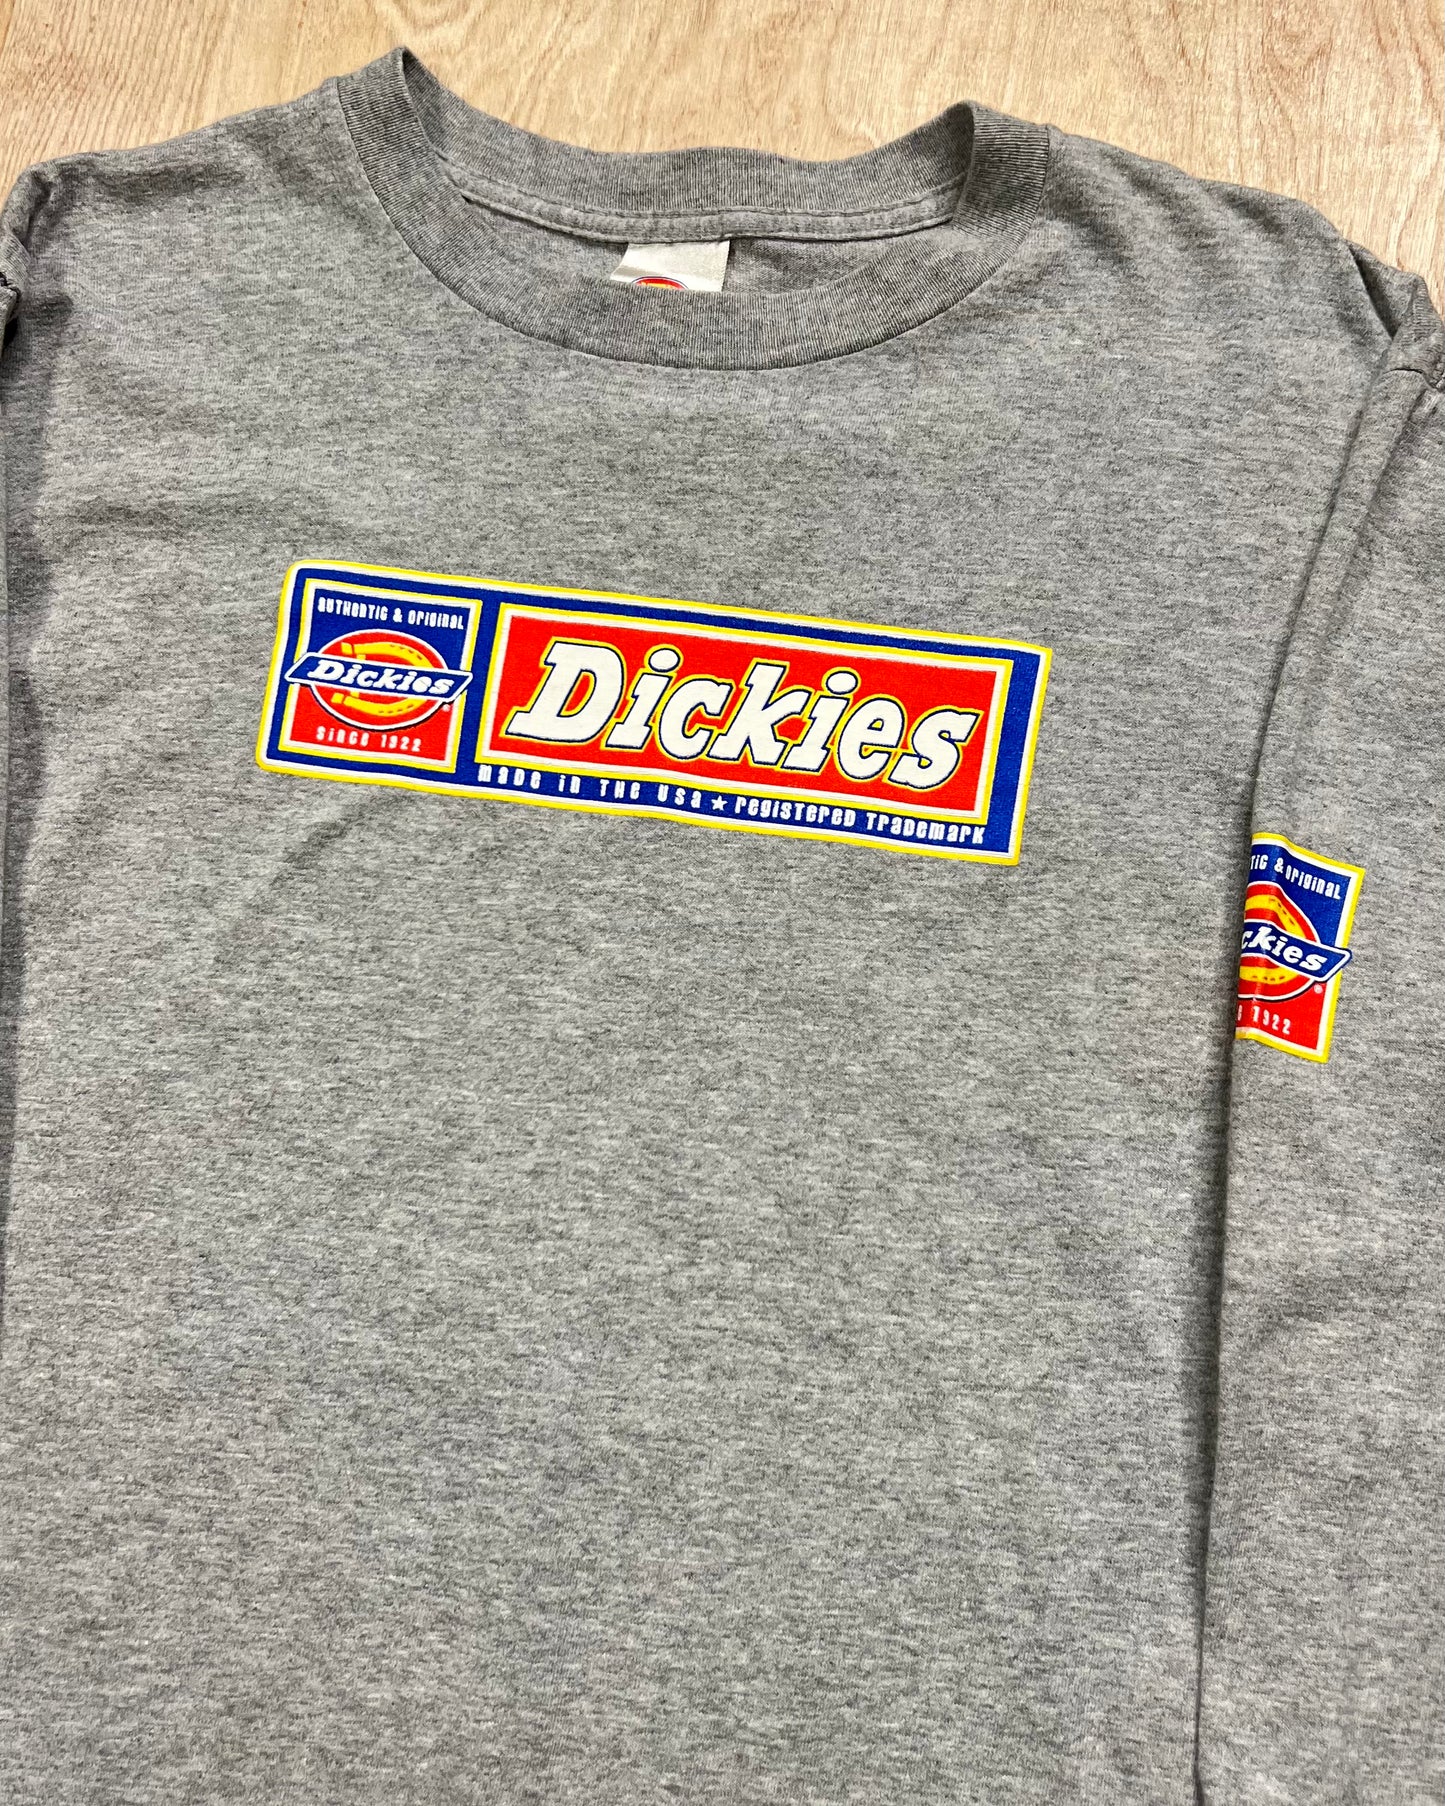 AUTHENTIC & ORIGINAL
Dickies
®
SINCE 1922
Dickies
MADE IN THE USA ★ REGISTERED TRADEMARK
TIC & ORIGINAL
ckies
®
1922